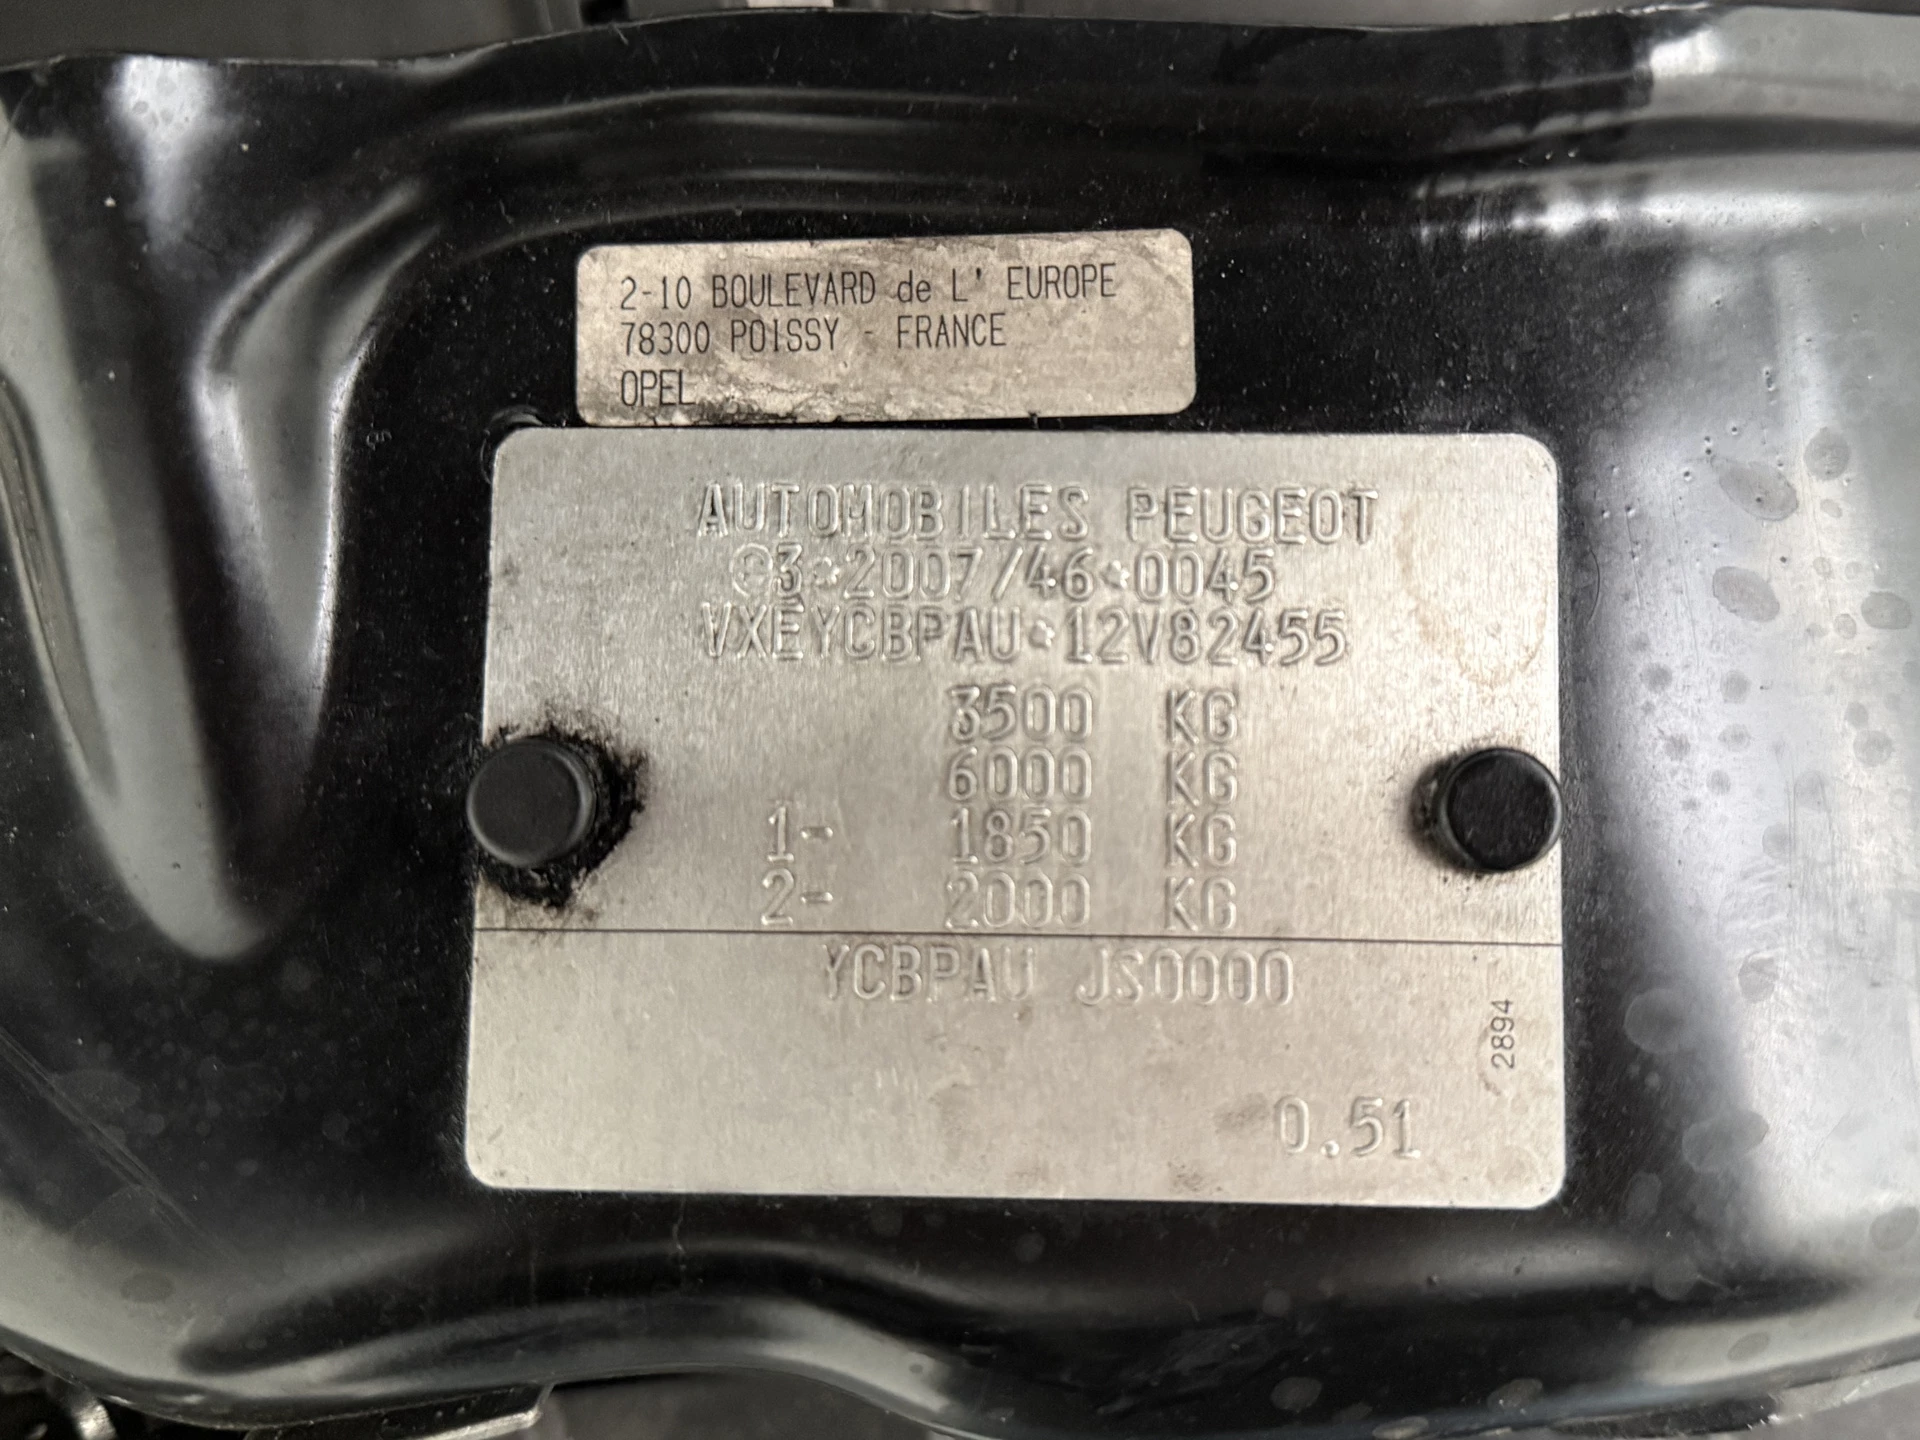 2-10 BOULEVARD de L' EUROPE
78300 POISSY - FRANCE
OPEL
AUTOMOBILES PEUGEOT
e3*2007/46*0045
VXEYCBPAU*12V82455
3500 KG
6000 KG
1- 1850 KG
2- 2000 KG
YCBPAU JS0000
2894
0.51